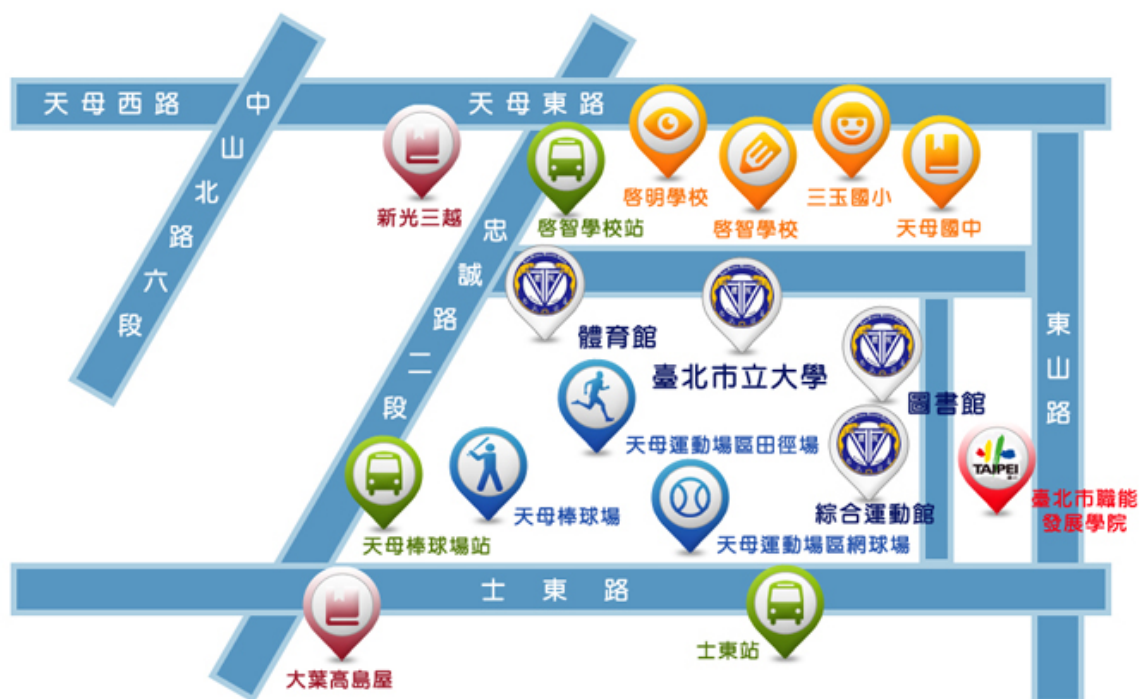 天母西路
中山北路六段
天母東路
新光三越
啓智學校站
啓明學校
啓智學校
三玉國小
天母國中
忠誠路二段
體育館
臺北市立大學
圖書館
東山路
天母運動場區田徑場
天母棒球場站
天母棒球場
天母運動場區網球場
綜合運動館
TAIPEI
臺北市職能
發展學院
士東路
大葉高島屋
士東站